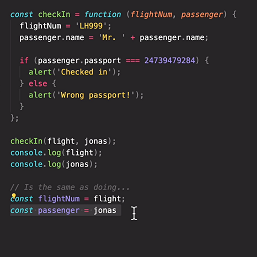 const checkIn = function (flightNum, passenger) {
flightNum = 'LH999';
passenger.name = 'Mr. ' + passenger.name;
if (passenger.passport === 24739479284) {
alert('Checked in');
} else {
alert('Wrong passport!');
}
};
checkIn(flight, jonas);
console.log(flight);
console.log(jonas);
// Is the same as doing...
const flightNum = flight;
const passenger = jonas